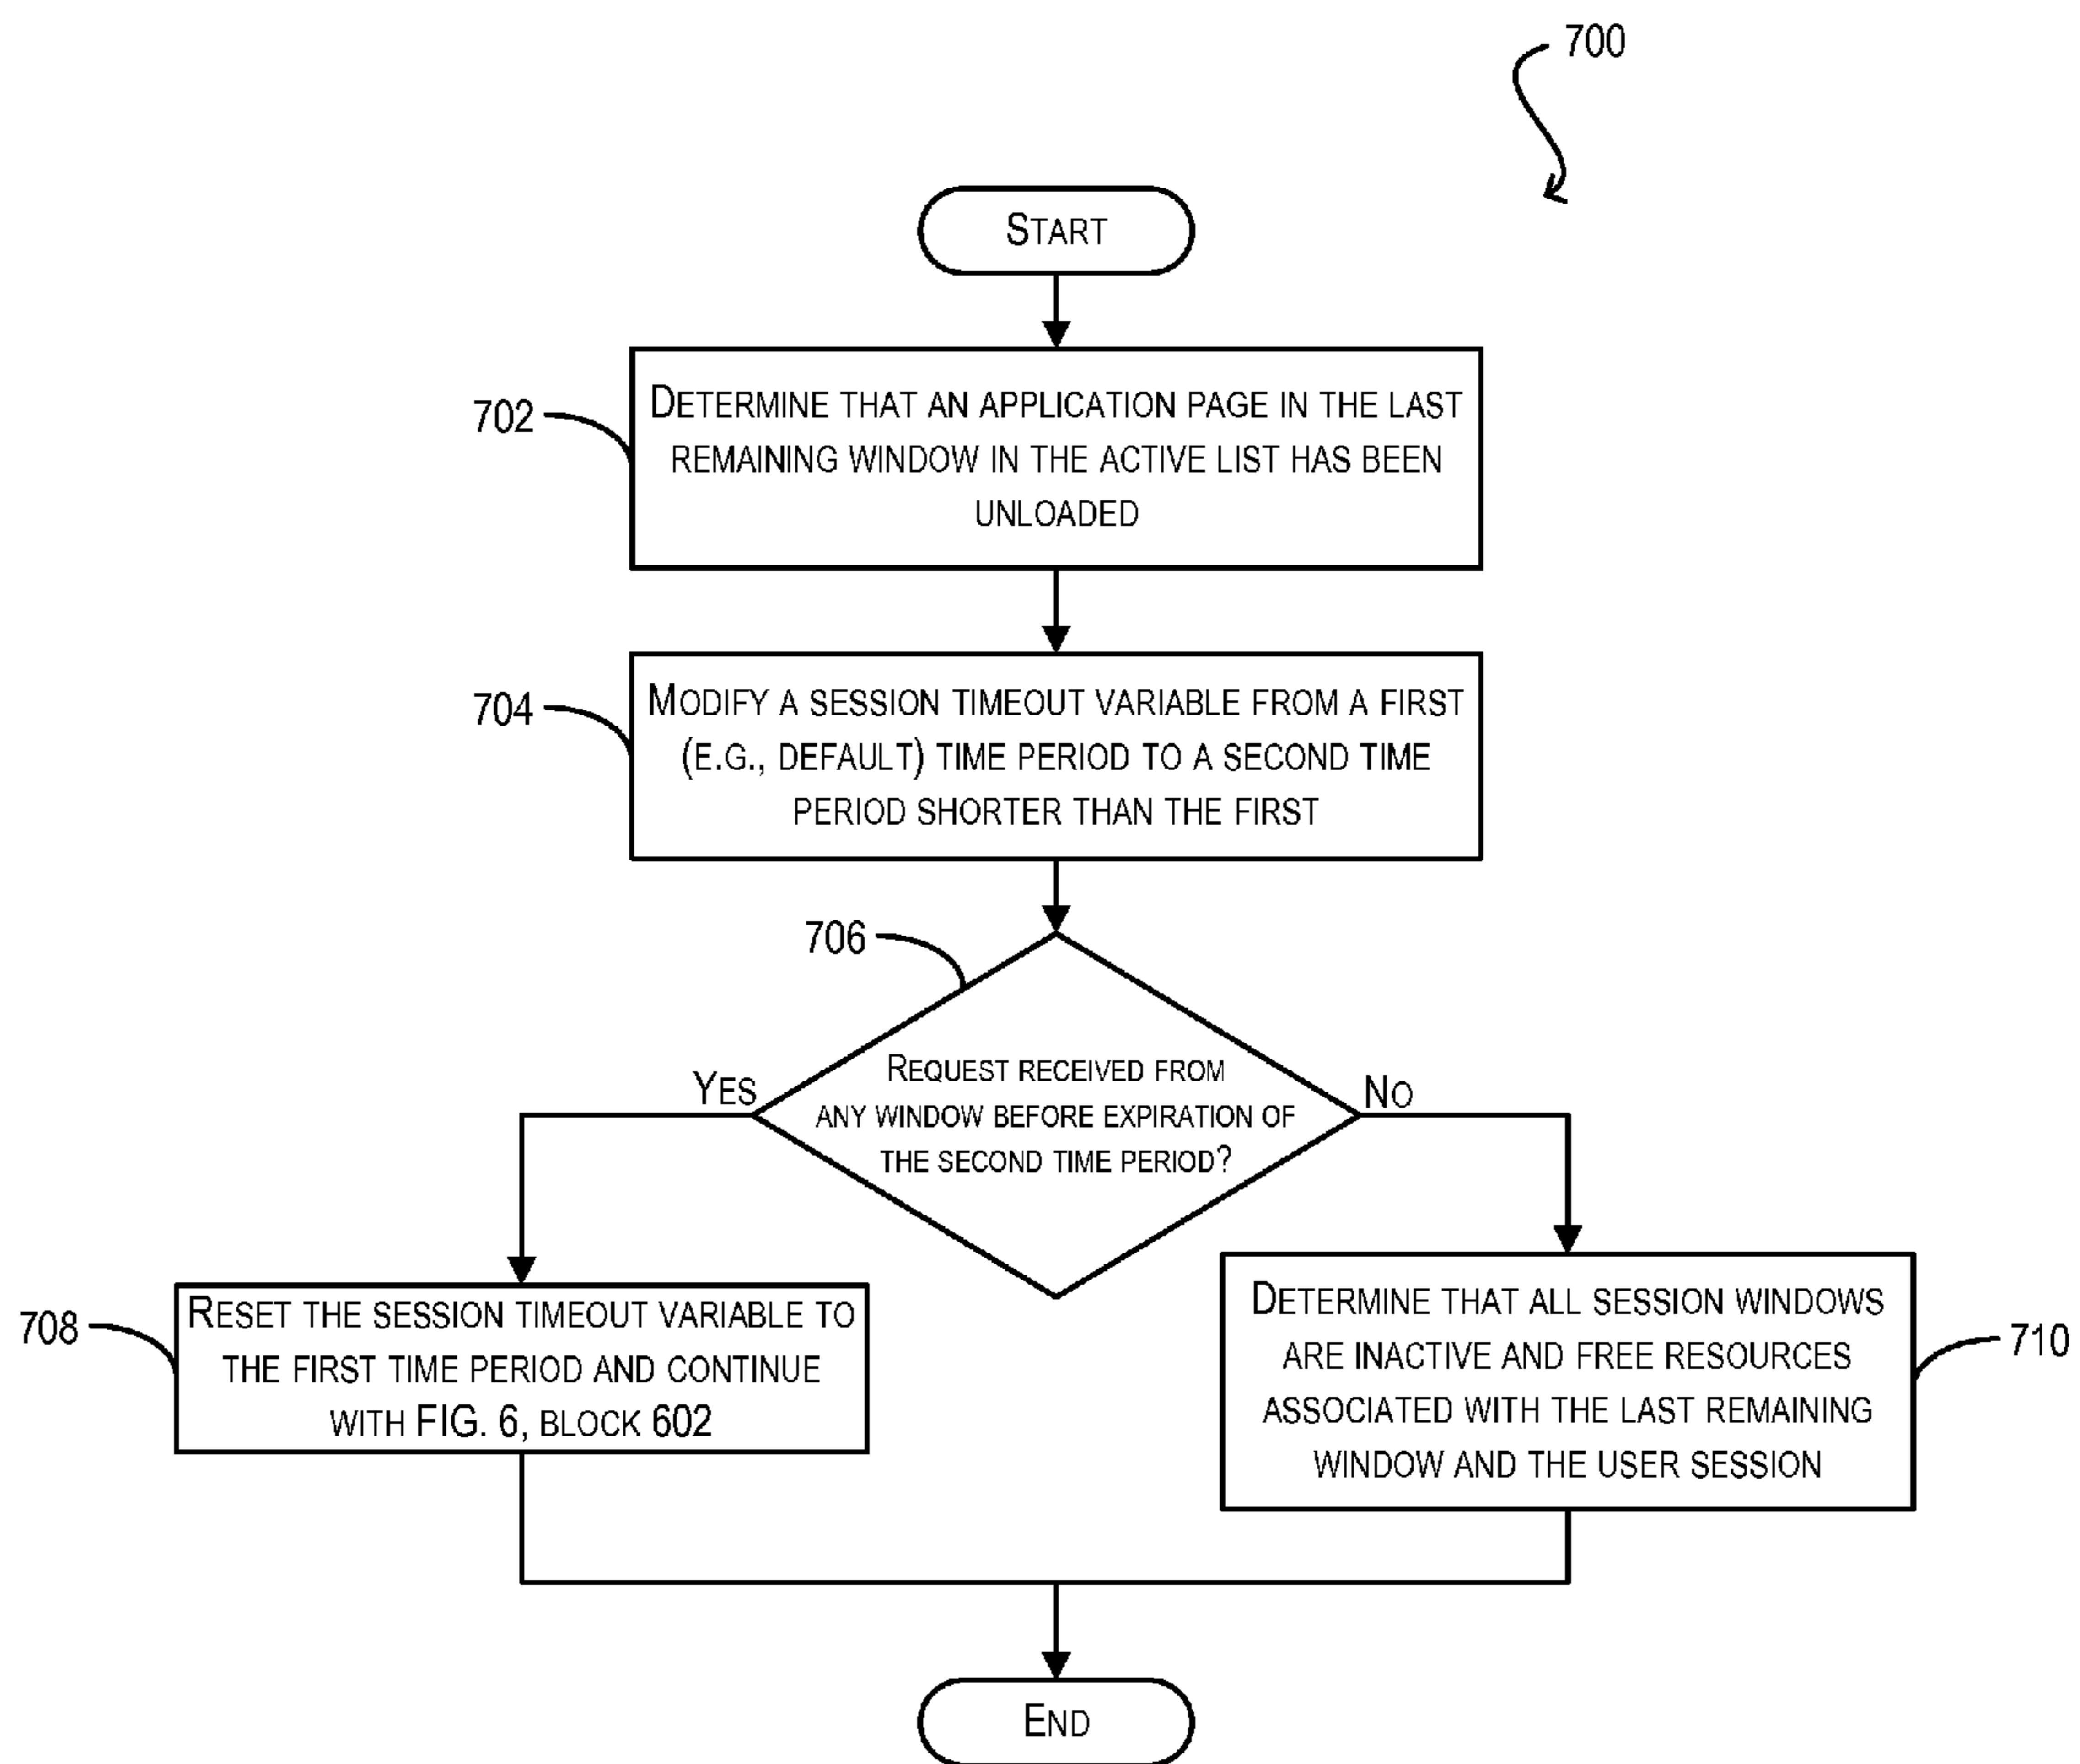 700
START
702
DETERMINE THAT AN APPLICATION PAGE IN THE LAST
REMAINING WINDOW IN THE ACTIVE LIST HAS BEEN
UNLOADED
704
MODIFY A SESSION TIMEOUT VARIABLE FROM A FIRST
(E.G., DEFAULT) TIME PERIOD TO A SECOND TIME
PERIOD SHORTER THAN THE FIRST
706
REQUEST RECEIVED FROM
ANY WINDOW BEFORE EXPIRATION OF
THE SECOND TIME PERIOD?
YES
NO
708
RESET THE SESSION TIMEOUT VARIABLE TO
THE FIRST TIME PERIOD AND CONTINUE
WITH FIG. 6, BLOCK 602
DETERMINE THAT ALL SESSION WINDOWS
ARE INACTIVE AND FREE RESOURCES
ASSOCIATED WITH THE LAST REMAINING
WINDOW AND THE USER SESSION
710
END